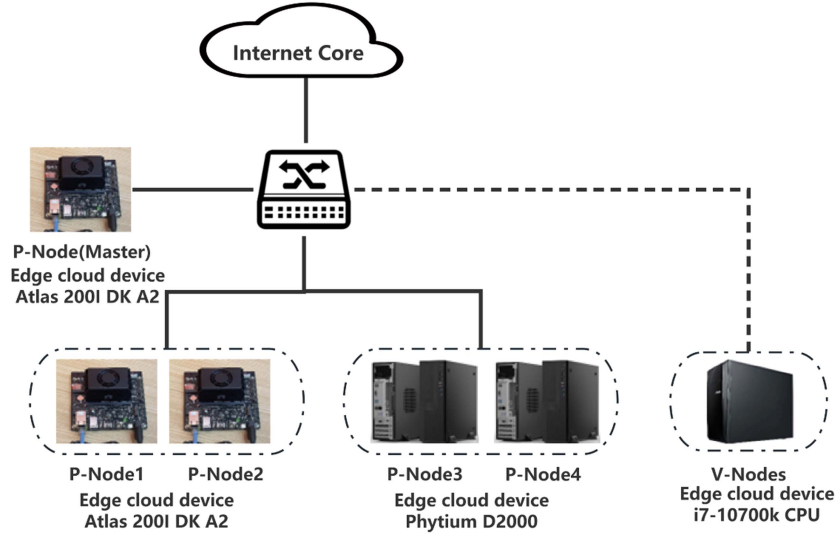 Internet Core
P-Node(Master)
Edge cloud device
Atlas 200I DK A2
P-Node1
P-Node2
Edge cloud device
Atlas 200I DK A2
P-Node3
P-Node4
Edge cloud device
Phytium D2000
V-Nodes
Edge cloud device
i7-10700k CPU